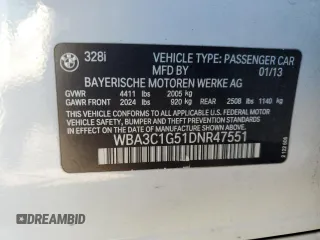 328i VEHICLE TYPE: PASSENGER CAR
MFD BY 01/13
BAYERISCHE MOTOREN WERKE AG
GVWR 4411 lbs 2005 kg
GAWR FRONT 2024 lbs 920 kg REAR 2508 lbs 1140 kg
THIS VEHICLE CONFORMS TO ALL APPLICABLE U.S. FEDERAL MOTOR
VEHICLE SAFETY, BUMPER AND THEFT PREVENTION STANDARDS
IN EFFECT ON THE DATE OF MANUFACTURE SHOWN ABOVE.
WBA3C1G51DNR47551
DREAMBID
AUTOBIDCAR